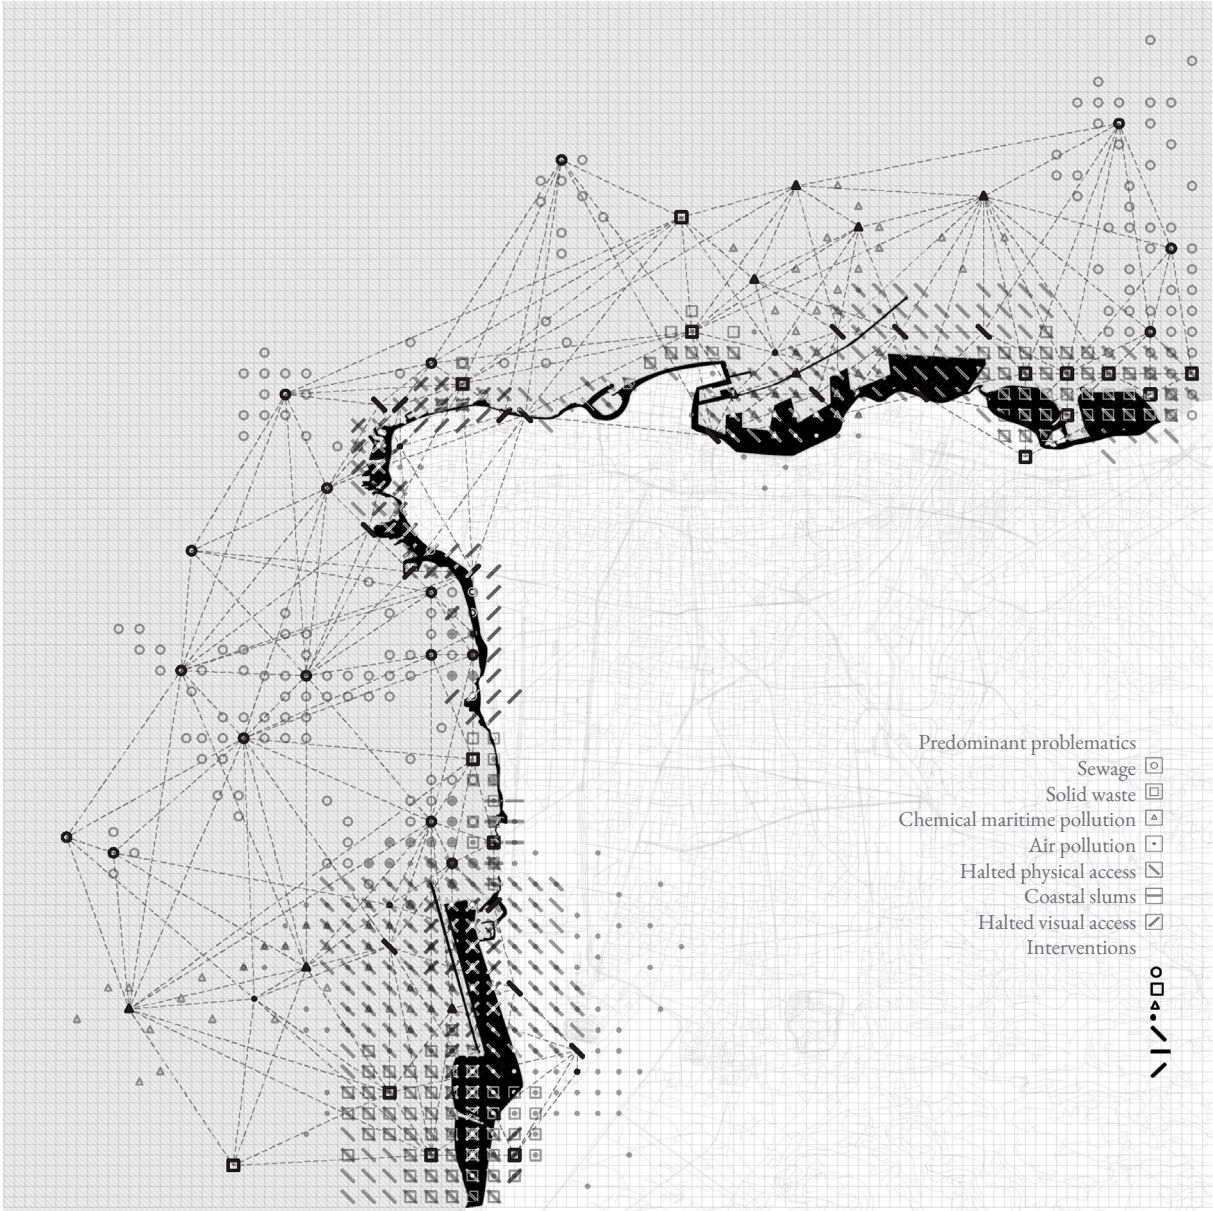 Predominant problematics
Sewage
Solid waste
Chemical maritime pollution
Air pollution
Halted physical access
Coastal slums
Halted visual access
Interventions